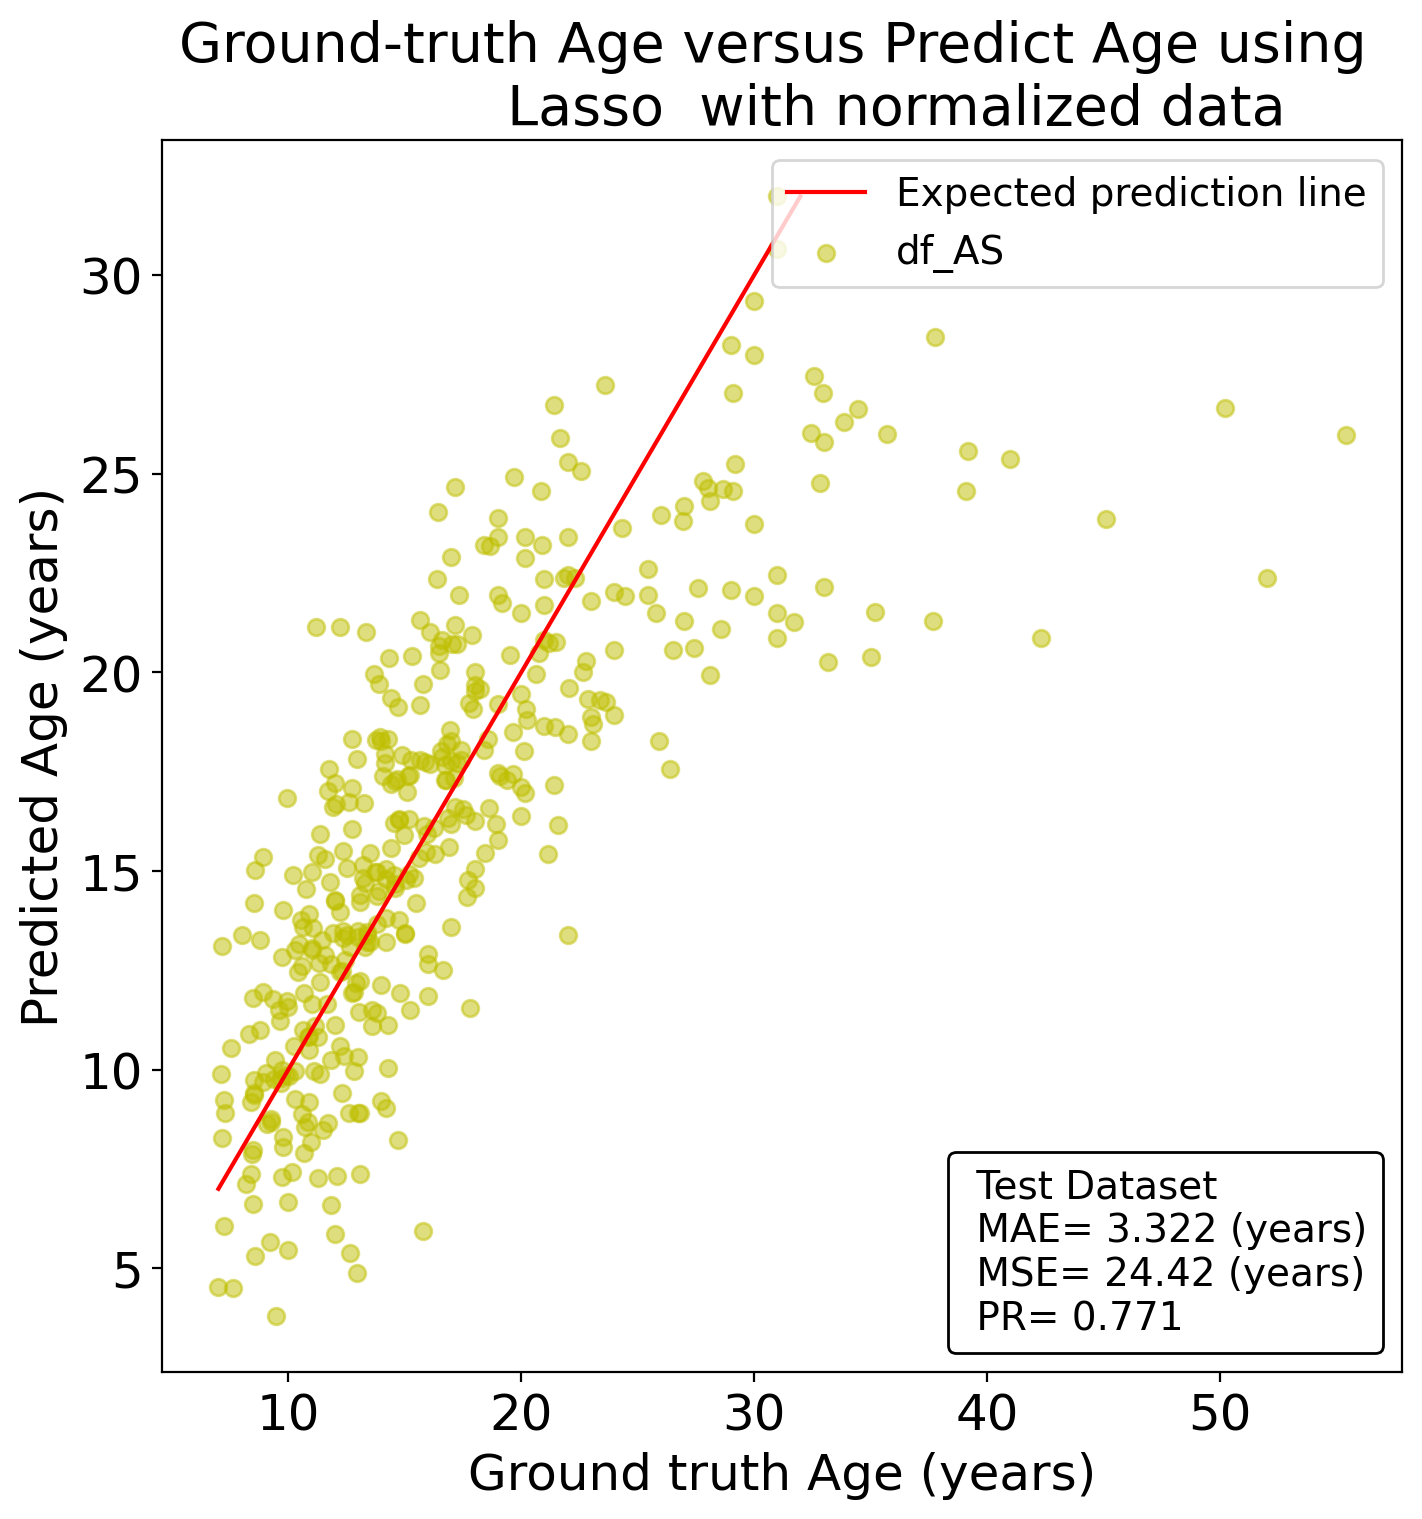 Ground-truth Age versus Predict Age using
Lasso  with normalized data
Expected prediction line
df_AS
30
25
20
15
10
5
Predicted Age (years)
Test Dataset
MAE= 3.322 (years)
MSE= 24.42 (years)
PR= 0.771
10 20 30 40 50
Ground truth Age (years)